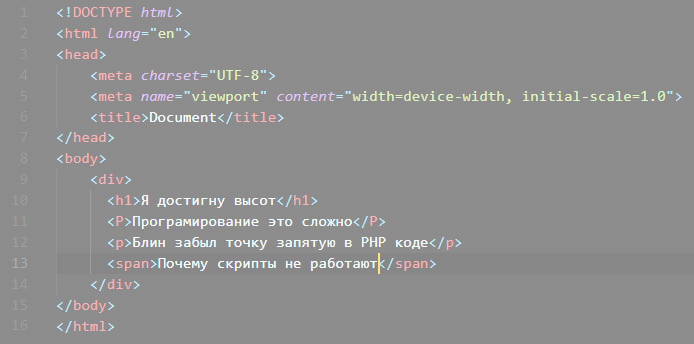 1 <!DOCTYPE html>
2 <html lang="en">
3 <head>
4 <meta charset="UTF-8">
5 <meta name="viewport" content="width=device-width, initial-scale=1.0">
6 <title>Document</title>
7 </head>
8 <body>
9 <div>
10 <h1>Я достигну высот</h1>
11 <P>Програмирование это сложно</P>
12 <p>Блин забыл точку запятую в PHP коде</p>
13 <span>Почему скрипты не работают</span>
14 </div>
15 </body>
16 </html>